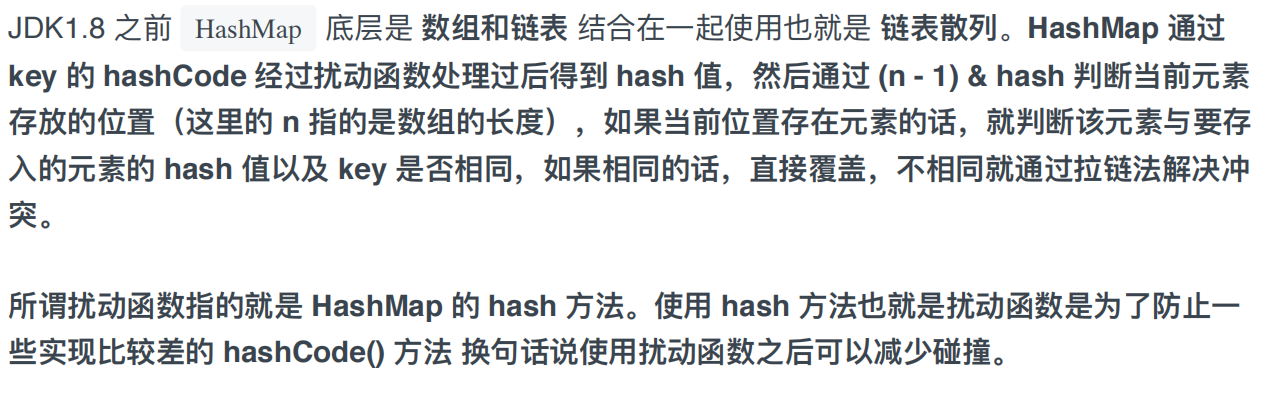 JDK1.8 之前 HashMap 底层是 数组和链表 结合在一起使用也就是 链表散列。HashMap 通过
key 的 hashCode 经过扰动函数处理过后得到 hash 值，然后通过 (n - 1) & hash 判断当前元素
存放的位置（这里的 n 指的是数组的长度），如果当前位置存在元素的话，就判断该元素与要存
入的元素的 hash 值以及 key 是否相同，如果相同的话，直接覆盖，不相同就通过拉链法解决冲
突。
所谓扰动函数指的就是 HashMap 的 hash 方法。使用 hash 方法也就是扰动函数是为了防止一
些实现比较差的 hashCode() 方法 换句话说使用扰动函数之后可以减少碰撞。